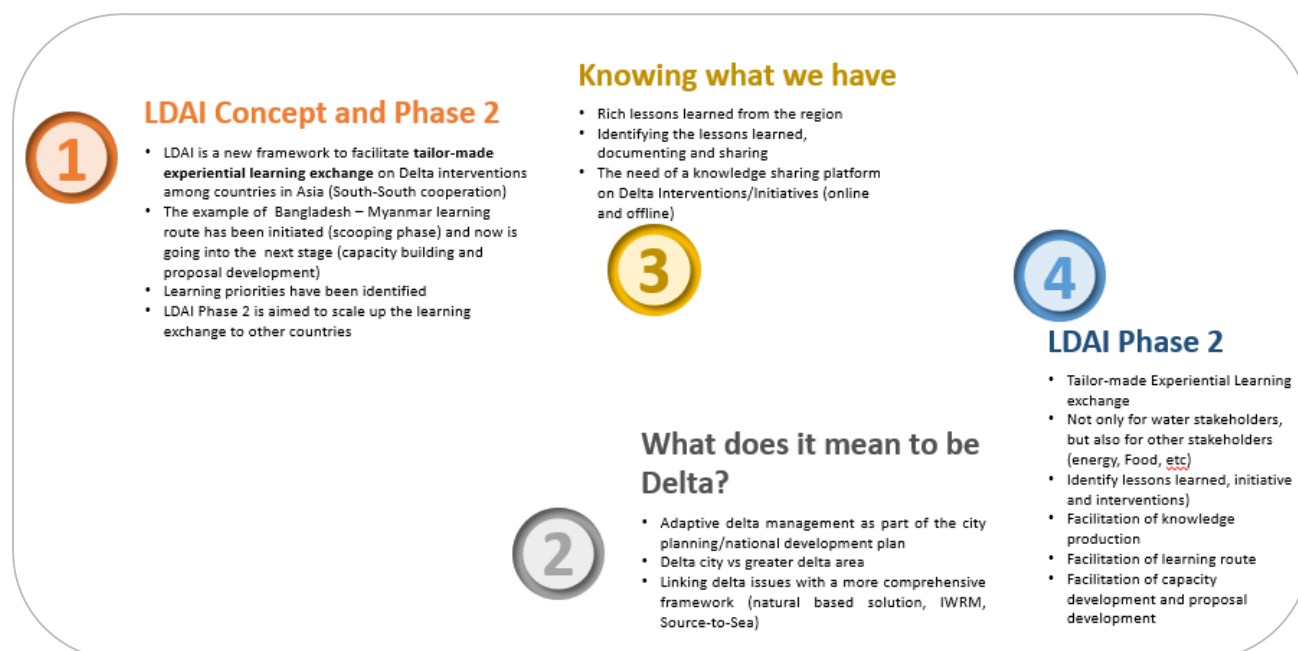 1
LDAI Concept and Phase 2
• LDAI is a new framework to facilitate tailor-made
experiential learning exchange on Delta interventions
among countries in Asia (South-South cooperation)
• The example of Bangladesh – Myanmar learning
route has been initiated (scooping phase) and now is
going into the next stage (capacity building and
proposal development)
• Learning priorities have been identified
• LDAI Phase 2 is aimed to scale up the learning
exchange to other countries
2
What does it mean to be
Delta?
• Adaptive delta management as part of the city
planning/national development plan
• Delta city vs greater delta area
• Linking delta issues with a more comprehensive
framework (natural based solution, IWRM,
Source-to-Sea)
Knowing what we have
• Rich lessons learned from the region
• Identifying the lessons learned,
documenting and sharing
• The need of a knowledge sharing platform
on Delta Interventions/Initiatives (online
and offline)
3
4
LDAI Phase 2
• Tailor-made Experiential Learning
exchange
• Not only for water stakeholders,
but also for other stakeholders
(energy, Food, etc)
• Identify lessons learned, initiative
and interventions)
• Facilitation of knowledge
production
• Facilitation of learning route
• Facilitation of capacity
development and proposal
development